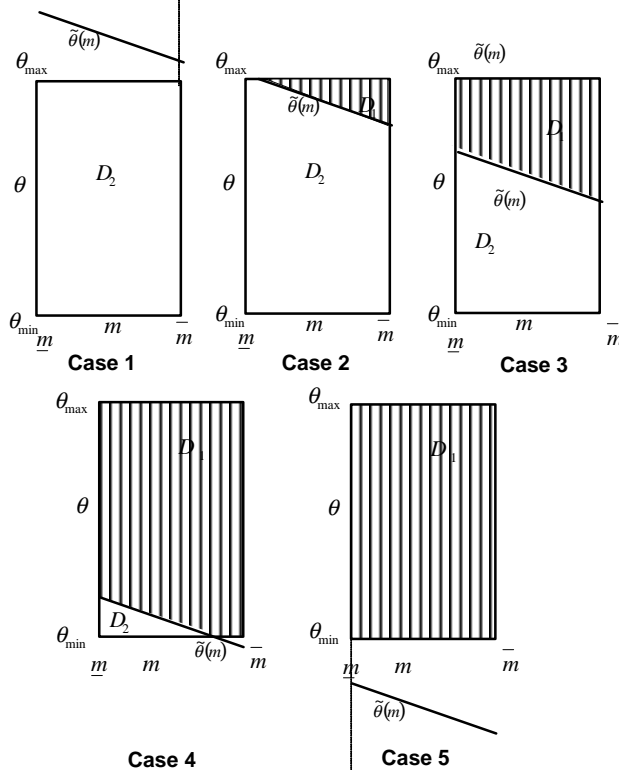 θ̃(m)
θmax
D₂
θ
θmin
m̲ m m̄
Case 1
θmax
θ̃(m) D₁
D₂
θ
θmin
m̲ m m̄
Case 2
θ̃(m)
θmax
D₁
θ
θ̃(m)
D₂
θmin
m̲ m m̄
Case 3
θmax
D₁
θ
D₂
θmin
θ̃(m)
m̲ m m̄
Case 4
θmax
D₁
θ
θmin
m̲ m m̄
θ̃(m)
Case 5